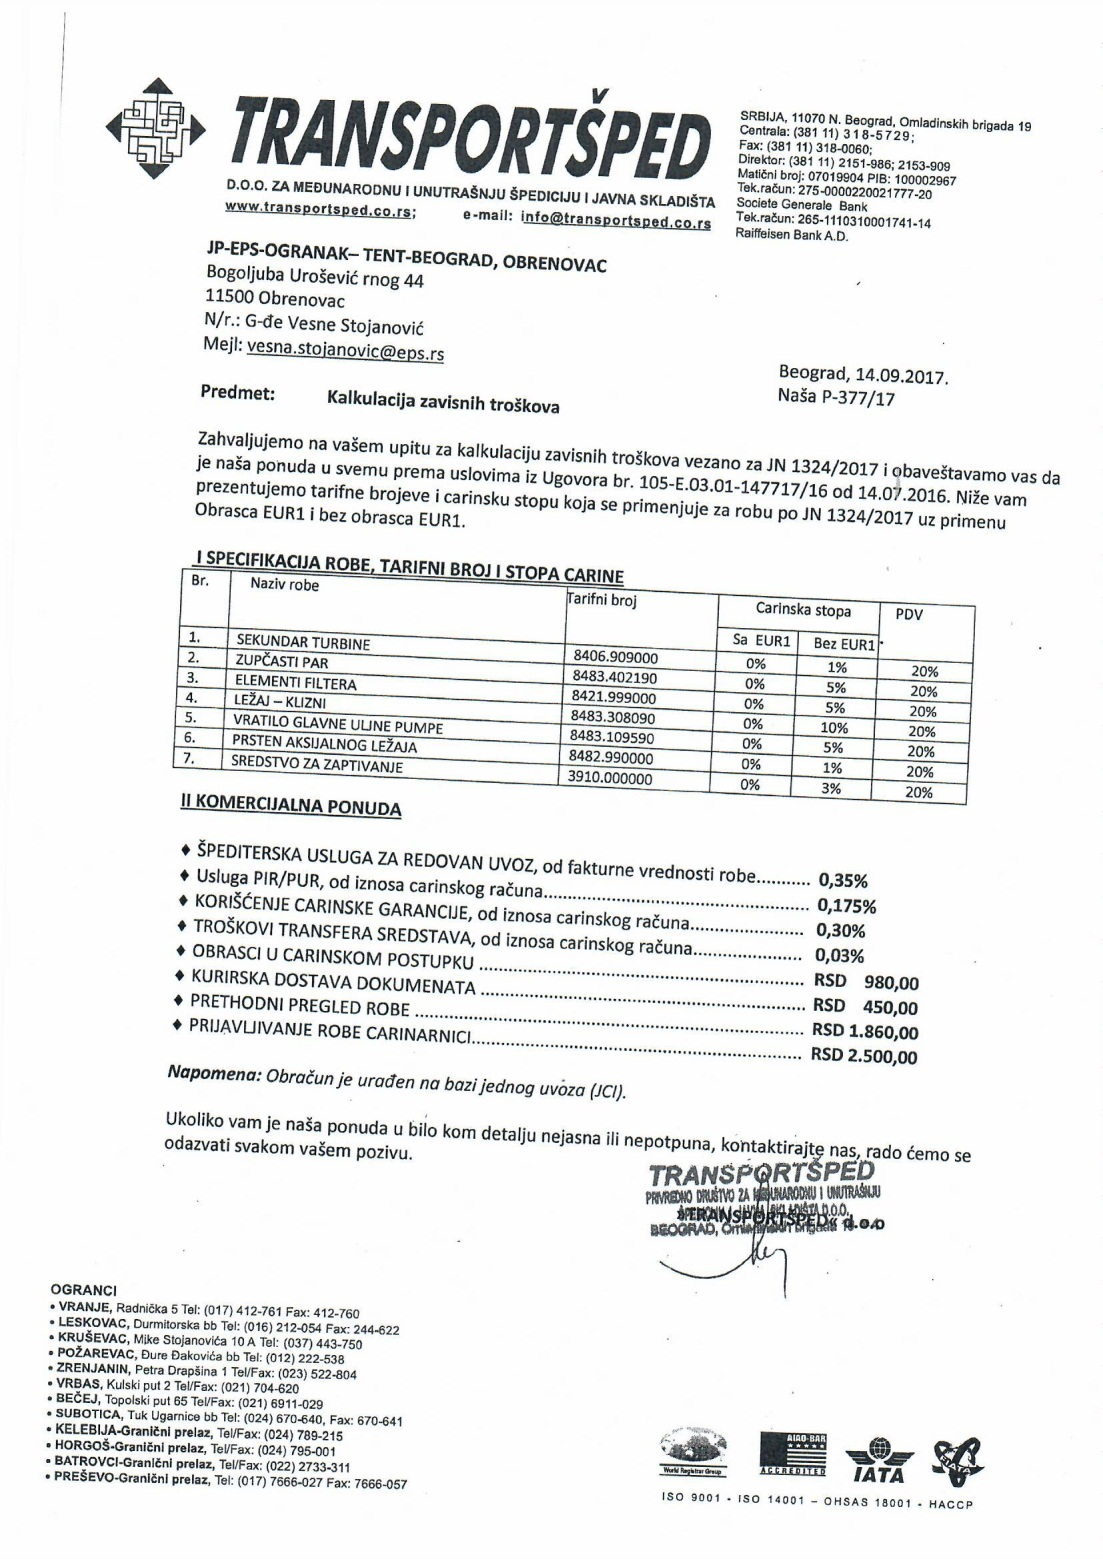 TRANSPORTŠPED
D.O.O. ZA MEĐUNARODNU I UNUTRAŠNJU ŠPEDICIJU I JAVNA SKLADIŠTA
www.transportsped.co.rs; e-mail: info@transportsped.co.rs
SRBIJA, 11070 N. Beograd, Omladinskih brigada 19
Centrala: (381 11) 318-5729;
Fax: (381 11) 318-0060;
Direktor: (381 11) 2151-986; 2153-909
Matični broj: 07019904 PIB: 100002967
Tek.račun: 275-0000220021777-20
Societe Generale Bank
Tek.račun: 265-1110310001741-14
Raiffeisen Bank A.D.
JP-EPS-OGRANAK– TENT-BEOGRAD, OBRENOVAC
Bogoljuba Urošević rnog 44
11500 Obrenovac
N/r.: G-đe Vesne Stojanović
Mejl: vesna.stojanovic@eps.rs
Beograd, 14.09.2017.
Naša P-377/17
Predmet: Kalkulacija zavisnih troškova
Zahvaljujemo na vašem upitu za kalkulaciju zavisnih troškova vezano za JN 1324/2017 i obaveštavamo vas da
je naša ponuda u svemu prema uslovima iz Ugovora br. 105-E.03.01-147717/16 od 14.07.2016. Niže vam
prezentujemo tarifne brojeve i carinsku stopu koja se primenjuje za robu po JN 1324/2017 uz primenu
Obrasca EUR1 i bez obrasca EUR1.
I SPECIFIKACIJA ROBE, TARIFNI BROJ I STOPA CARINE
Br. Naziv robe Tarifni broj Carinska stopa PDV
Sa EUR1 Bez EUR1
1. SEKUNDAR TURBINE 8406.909000 0% 1% 20%
2. ZUPČASTI PAR 8483.402190 0% 5% 20%
3. ELEMENTI FILTERA 8421.999000 0% 5% 20%
4. LEŽAJ – KLIZNI 8483.308090 0% 10% 20%
5. VRATILO GLAVNE ULJNE PUMPE 8483.109590 0% 5% 20%
6. PRSTEN AKSIJALNOG LEŽAJA 8482.990000 0% 1% 20%
7. SREDSTVO ZA ZAPTIVANJE 3910.000000 0% 3% 20%
II KOMERCIJALNA PONUDA
♦ ŠPEDITERSKA USLUGA ZA REDOVAN UVOZ, od fakturne vrednosti robe.......... 0,35%
♦ Usluga PIR/PUR, od iznosa carinskog računa.................................................. 0,175%
♦ KORIŠĆENJE CARINSKE GARANCIJE, od iznosa carinskog računa..................... 0,30%
♦ TROŠKOVI TRANSFERA SREDSTAVA, od iznosa carinskog računa.................... 0,03%
♦ OBRASCI U CARINSKOM POSTUPKU ............................................................ RSD 980,00
♦ KURIRSKA DOSTAVA DOKUMENATA ............................................................ RSD 450,00
♦ PRETHODNI PREGLED ROBE ........................................................................ RSD 1.860,00
♦ PRIJAVLJIVANJE ROBE CARINARNICI............................................................. RSD 2.500,00
Napomena: Obračun je urađen na bazi jednog uvoza (JCI).
Ukoliko vam je naša ponuda u bilo kom detalju nejasna ili nepotpuna, kontaktirajte nas, rado ćemo se
odazvati svakom vašem pozivu.
TRANSPORTŠPED
PRIVREDNO DRUŠTVO ZA MEĐUNARODNU I UNUTRAŠNJU
»TRANSPORTŠPED« d.o.o
BEOGRAD, Omladinskih brigada
OGRANCI
• VRANJE, Radnička 5 Tel: (017) 412-761 Fax: 412-760
• LESKOVAC, Durmitorska bb Tel: (016) 212-054 Fax: 244-622
• KRUŠEVAC, Mike Stojanovića 10 A Tel: (037) 443-750
• POŽAREVAC, Đure Đakovića bb Tel: (012) 222-538
• ZRENJANIN, Petra Drapšina 1 Tel/Fax: (023) 522-804
• VRBAS, Kulski put 2 Tel/Fax: (021) 704-620
• BEČEJ, Topolski put 65 Tel/Fax: (021) 6911-029
• SUBOTICA, Tuk Ugarnice bb Tel: (024) 670-640, Fax: 670-641
• KELEBIJA-Granični prelaz, Tel/Fax: (024) 789-215
• HORGOŠ-Granični prelaz, Tel/Fax: (024) 795-001
• BATROVCI-Granični prelaz, Tel/Fax: (022) 2733-311
• PREŠEVO-Granični prelaz, Tel: (017) 7666-027 Fax: 7666-057
World Registrar Group
AIAO-BAR
ACCREDITED
IATA
FIATA
ISO 9001 - ISO 14001 – OHSAS 18001 - HACCP